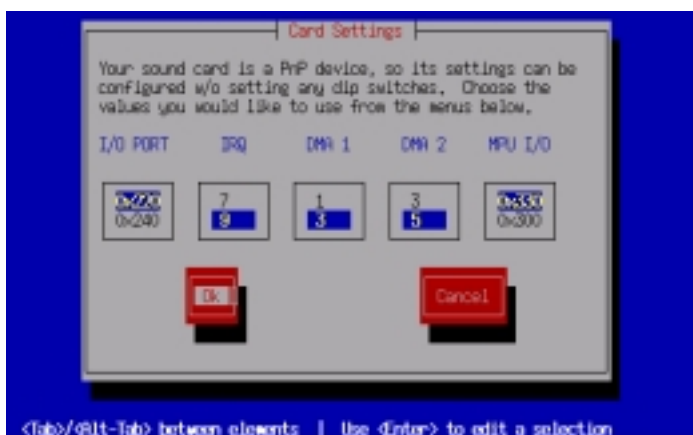 Card Settings
Your sound card is a PnP device, so its settings can be
configured w/o setting any dip switches. Choose the
values you would like to use from the menus below.
I/O PORT IRQ DMA 1 DMA 2 MPU I/O
0x220 7 1 3 0x330
0x240 9 3 5 0x300
Ok Cancel
<Tab>/<Alt-Tab> between elements | Use <Enter> to edit a selection